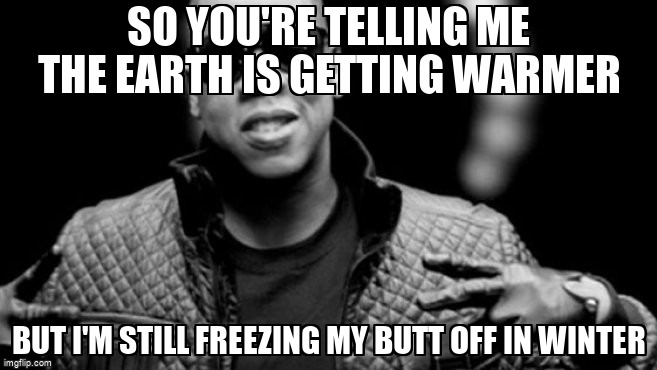 SO YOU'RE TELLING ME
THE EARTH IS GETTING WARMER
BUT I'M STILL FREEZING MY BUTT OFF IN WINTER
imgflip.com